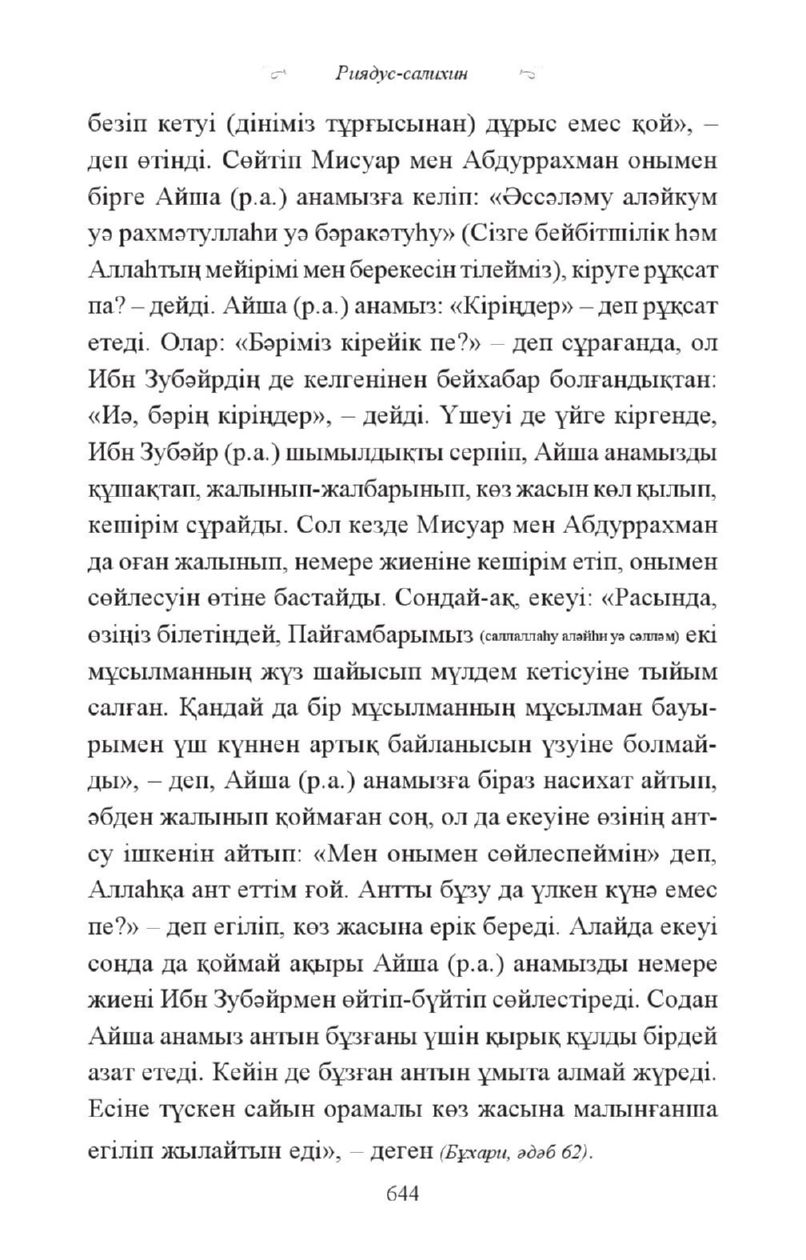 Риядус-салихин
безіп кетуі (дініміз тұрғысынан) дұрыс емес қой», –
деп өтінді. Сөйтіп Мисуар мен Абдуррахман онымен
бірге Айша (р.а.) анамызға келіп: «Әссәләму аләйкум
уә рахмәтуллаһи уә бәракәтуһу» (Сізге бейбітшілік һәм
Аллаһтың мейірімі мен берекесін тілейміз), кіруге рұқсат
па? – дейді. Айша (р.а.) анамыз: «Кіріңдер» – деп рұқсат
етеді. Олар: «Бәріміз кірейік пе?» – деп сұрағанда, ол
Ибн Зубәйрдің де келгенінен бейхабар болғандықтан:
«Иә, бәрің кіріңдер», – дейді. Үшеуі де үйге кіргенде,
Ибн Зубәйр (р.а.) шымылдықты серпіп, Айша анамызды
құшақтап, жалынып-жалбарынып, көз жасын көл қылып,
кешірім сұрайды. Сол кезде Мисуар мен Абдуррахман
да оған жалынып, немере жиеніне кешірім етіп, онымен
сөйлесуін өтіне бастайды. Сондай-ақ, екеуі: «Расында,
өзіңіз білетіндей, Пайғамбарымыз (саллаллаһу аләйһи уә сәлләм) екі
мұсылманның жүз шайысып мүлдем кетісуіне тыйым
салған. Қандай да бір мұсылманның мұсылман бауы-
рымен үш күннен артық байланысын үзуіне болмай-
ды», – деп, Айша (р.а.) анамызға біраз насихат айтып,
әбден жалынып қоймаған соң, ол да екеуіне өзінің ант-
су ішкенін айтып: «Мен онымен сөйлеспеймін» деп,
Аллаһқа ант еттім ғой. Антты бұзу да үлкен күнә емес
пе?» – деп егіліп, көз жасына ерік береді. Алайда екеуі
сонда да қоймай ақыры Айша (р.а.) анамызды немере
жиені Ибн Зубәйрмен өйтіп-бүйтіп сөйлестіреді. Содан
Айша анамыз антын бұзғаны үшін қырық құлды бірдей
азат етеді. Кейін де бұзған антын ұмыта алмай жүреді.
Есіне түскен сайын орамалы көз жасына малынғанша
егіліп жылайтын еді», – деген (Бұхари, әдәб 62).
644